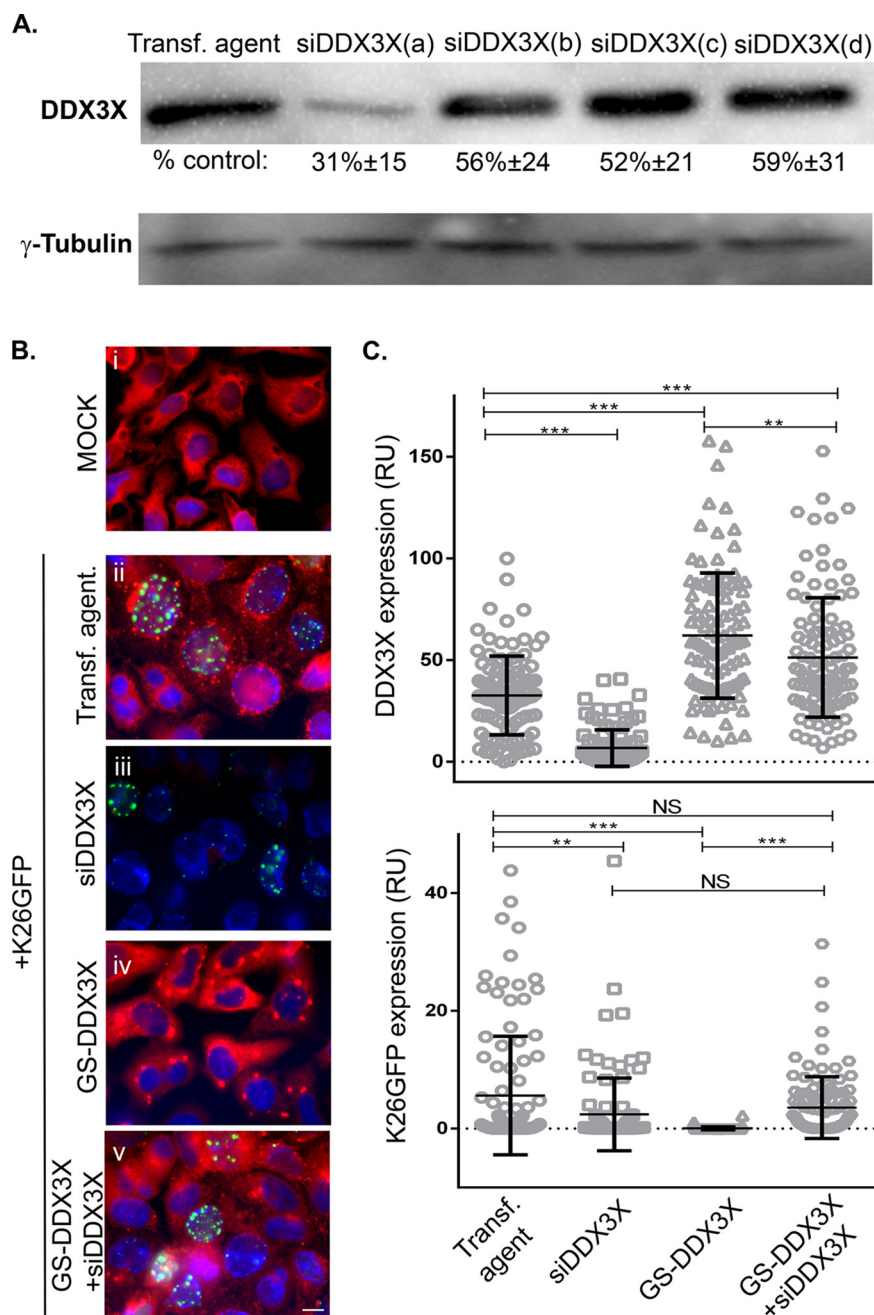 A.
Transf. agent siDDX3X(a) siDDX3X(b) siDDX3X(c) siDDX3X(d)
DDX3X
% control: 31%±15 56%±24 52%±21 59%±31
γ-Tubulin
B.
i
MOCK
+K26GFP
ii
Transf. agent.
iii
siDDX3X
iv
GS-DDX3X
v
GS-DDX3X
+siDDX3X
C.
***
***
***
**
DDX3X expression (RU)
150
100
50
0
NS
***
**
***
NS
K26GFP expression (RU)
40
20
0
Transf.
agent
siDDX3X
GS-DDX3X
GS-DDX3X
+siDDX3X